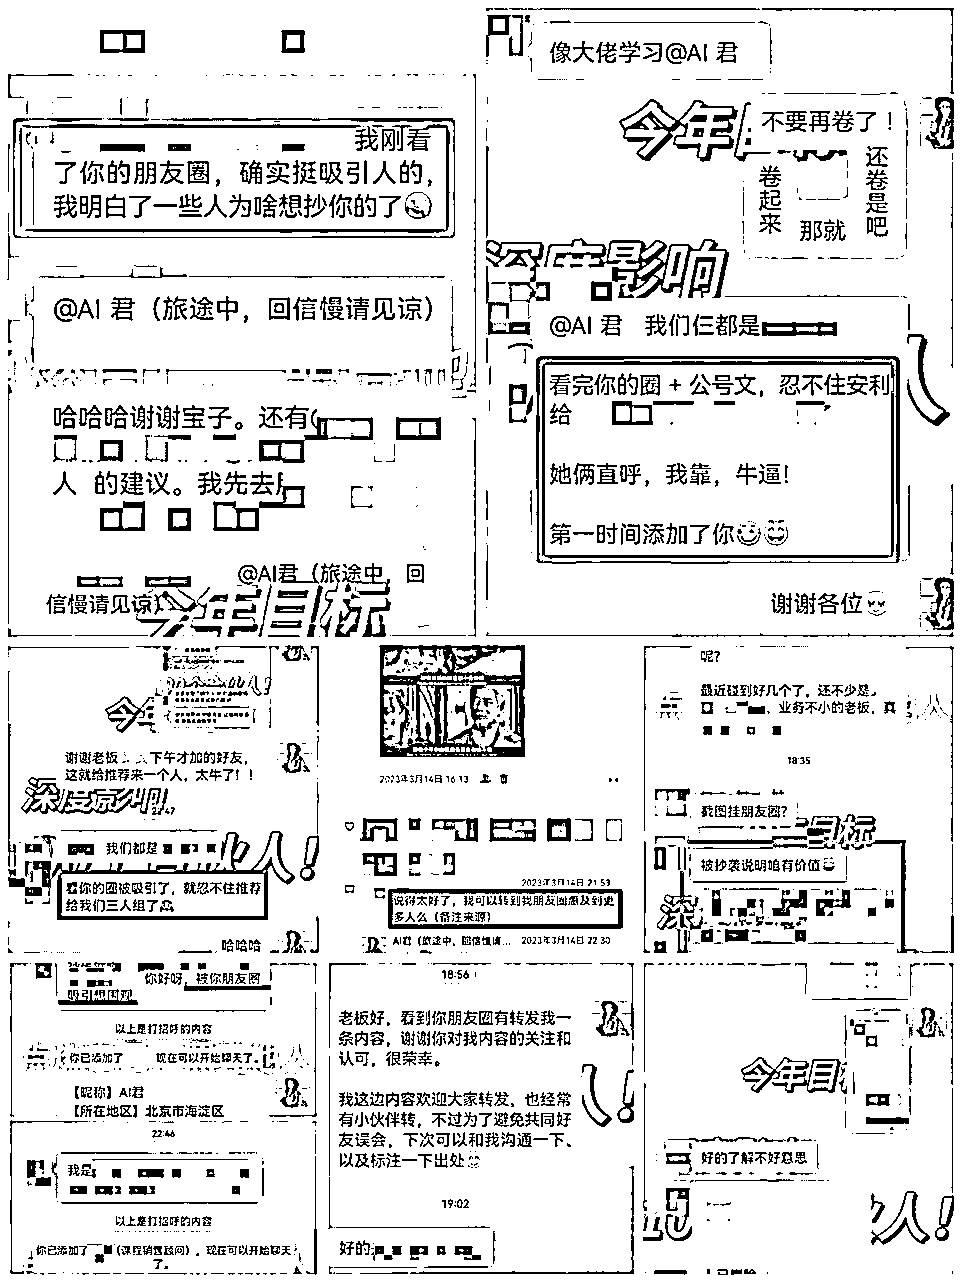 我刚看
了你的朋友圈，确实挺吸引人的，
我明白了一些人为啥想抄你的了
@AI 君（旅途中，回信慢请见谅）
哈哈哈谢谢宝子。还有
人 的建议。我先去
@AI君（旅途中，回
信慢请见谅）
今年目标
像大佬学习@AI 君
今年
不要再卷了！
还卷是吧
那就
卷起来
深度影响
@AI 君 我们仨都是
看完你的圈 + 公号文，忍不住安利
给
她俩直呼，我靠，牛逼！
第一时间添加了你
谢谢各位
今
谢谢老板 下午才加的好友，
这就给推荐来一个人，太牛了！！
深度影响
我们都是
人！
看你的圈被吸引了，就忍不住推荐
给我们三人组了
哈哈哈
2023年3月14日 16:13
2023年3月14日 21:53
说得太好了，我可以转到我朋友圈惠及到更
多人么（备注来源）
AI君（旅途中，回信慢请...
2023年3月14日 22:30
呢？
最近碰到好几个了，还不少是
业务不小的老板，真
18:35
截图挂朋友圈？
目标
被抄袭说明咱有价值
深
你好呀，被你朋友圈
吸引想围观
以上是打招呼的内容
你已添加了 现在可以开始聊天了。
【昵称】AI君
【所在地区】北京市海淀区
22:46
我是
以上是打招呼的内容
你已添加了 （课程销售顾问），现在可以开始聊天
了。
18:56
老板好，看到你朋友圈有转发我一
条内容，谢谢你对我内容的关注和
认可，很荣幸。
我这边内容欢迎大家转发，也经常
有小伙伴转，不过为了避免共同好
友误会，下次可以和我沟通一下、
以及标注一下出处
！
19:02
好的
今年目
好的了解不好意思
人！